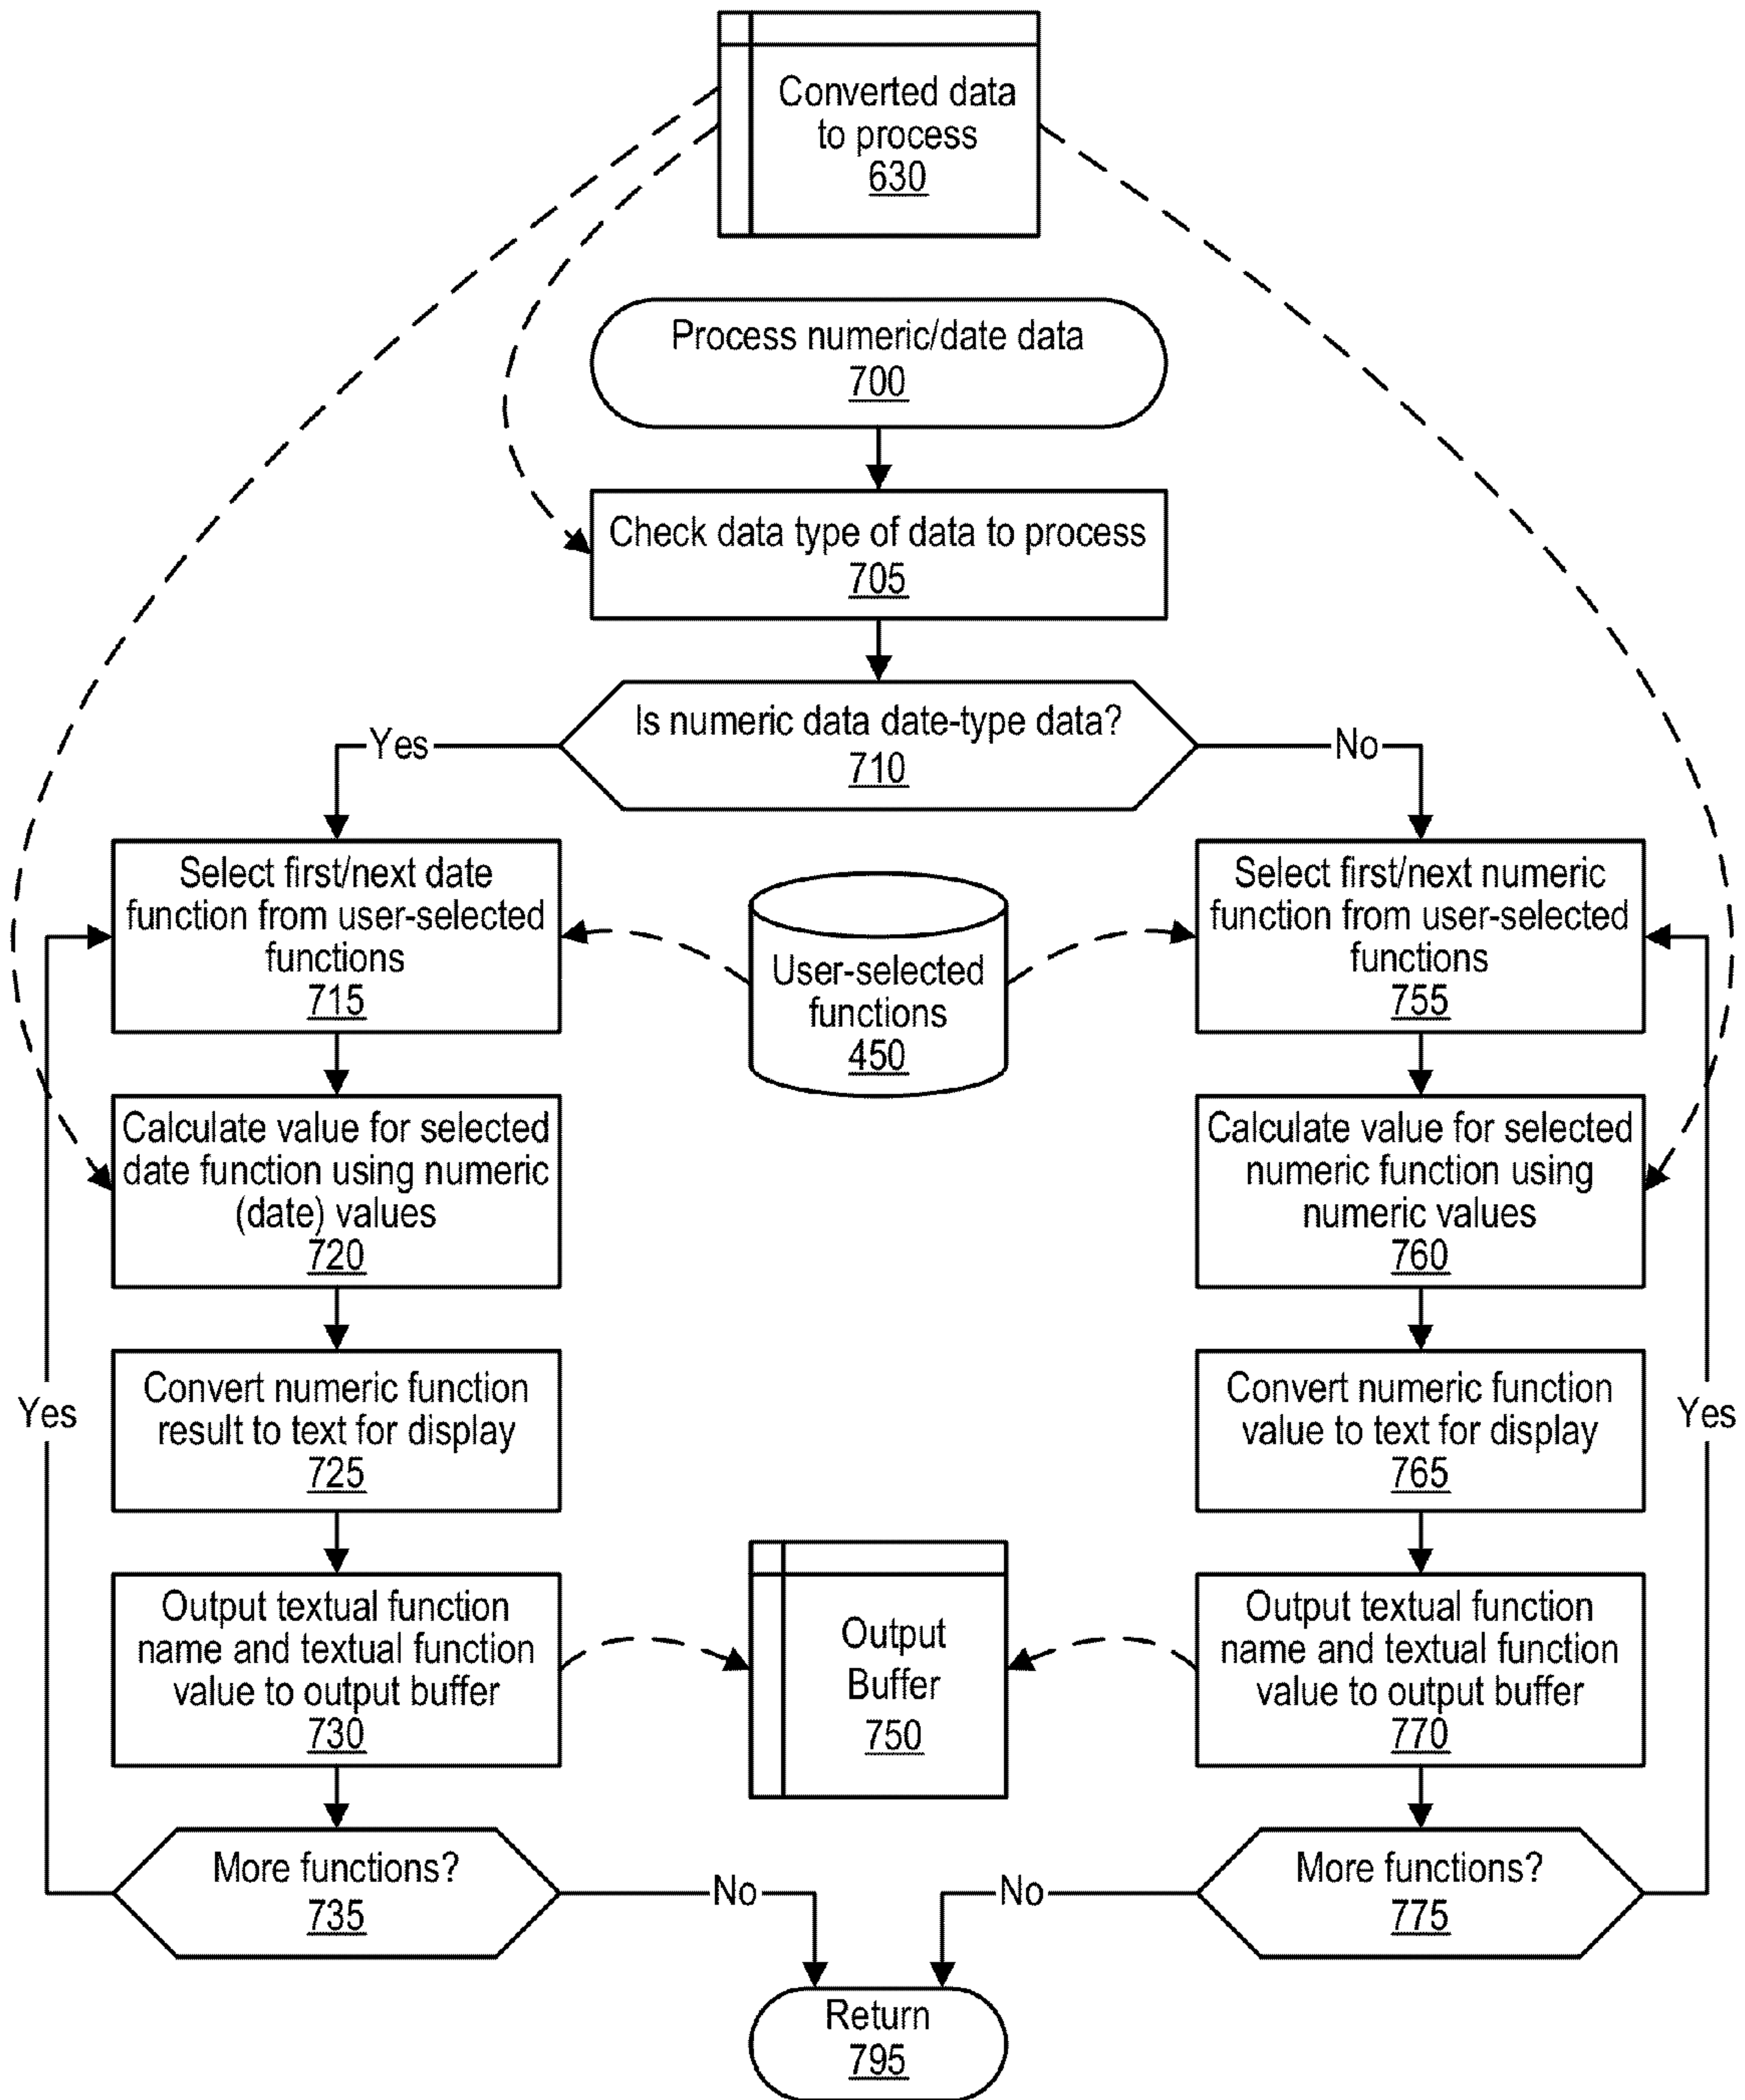 Converted data
to process
630
Process numeric/date data
700
Check data type of data to process
705
Is numeric data date-type data?
710
Yes
No
Select first/next date
function from user-selected
functions
715
User-selected
functions
450
Select first/next numeric
function from user-selected
functions
755
Calculate value for selected
date function using numeric
(date) values
720
Calculate value for selected
numeric function using
numeric values
760
Yes
Convert numeric function
result to text for display
725
Convert numeric function
value to text for display
765
Yes
Output textual function
name and textual function
value to output buffer
730
Output
Buffer
750
Output textual function
name and textual function
value to output buffer
770
More functions?
735
No
No
More functions?
775
Return
795